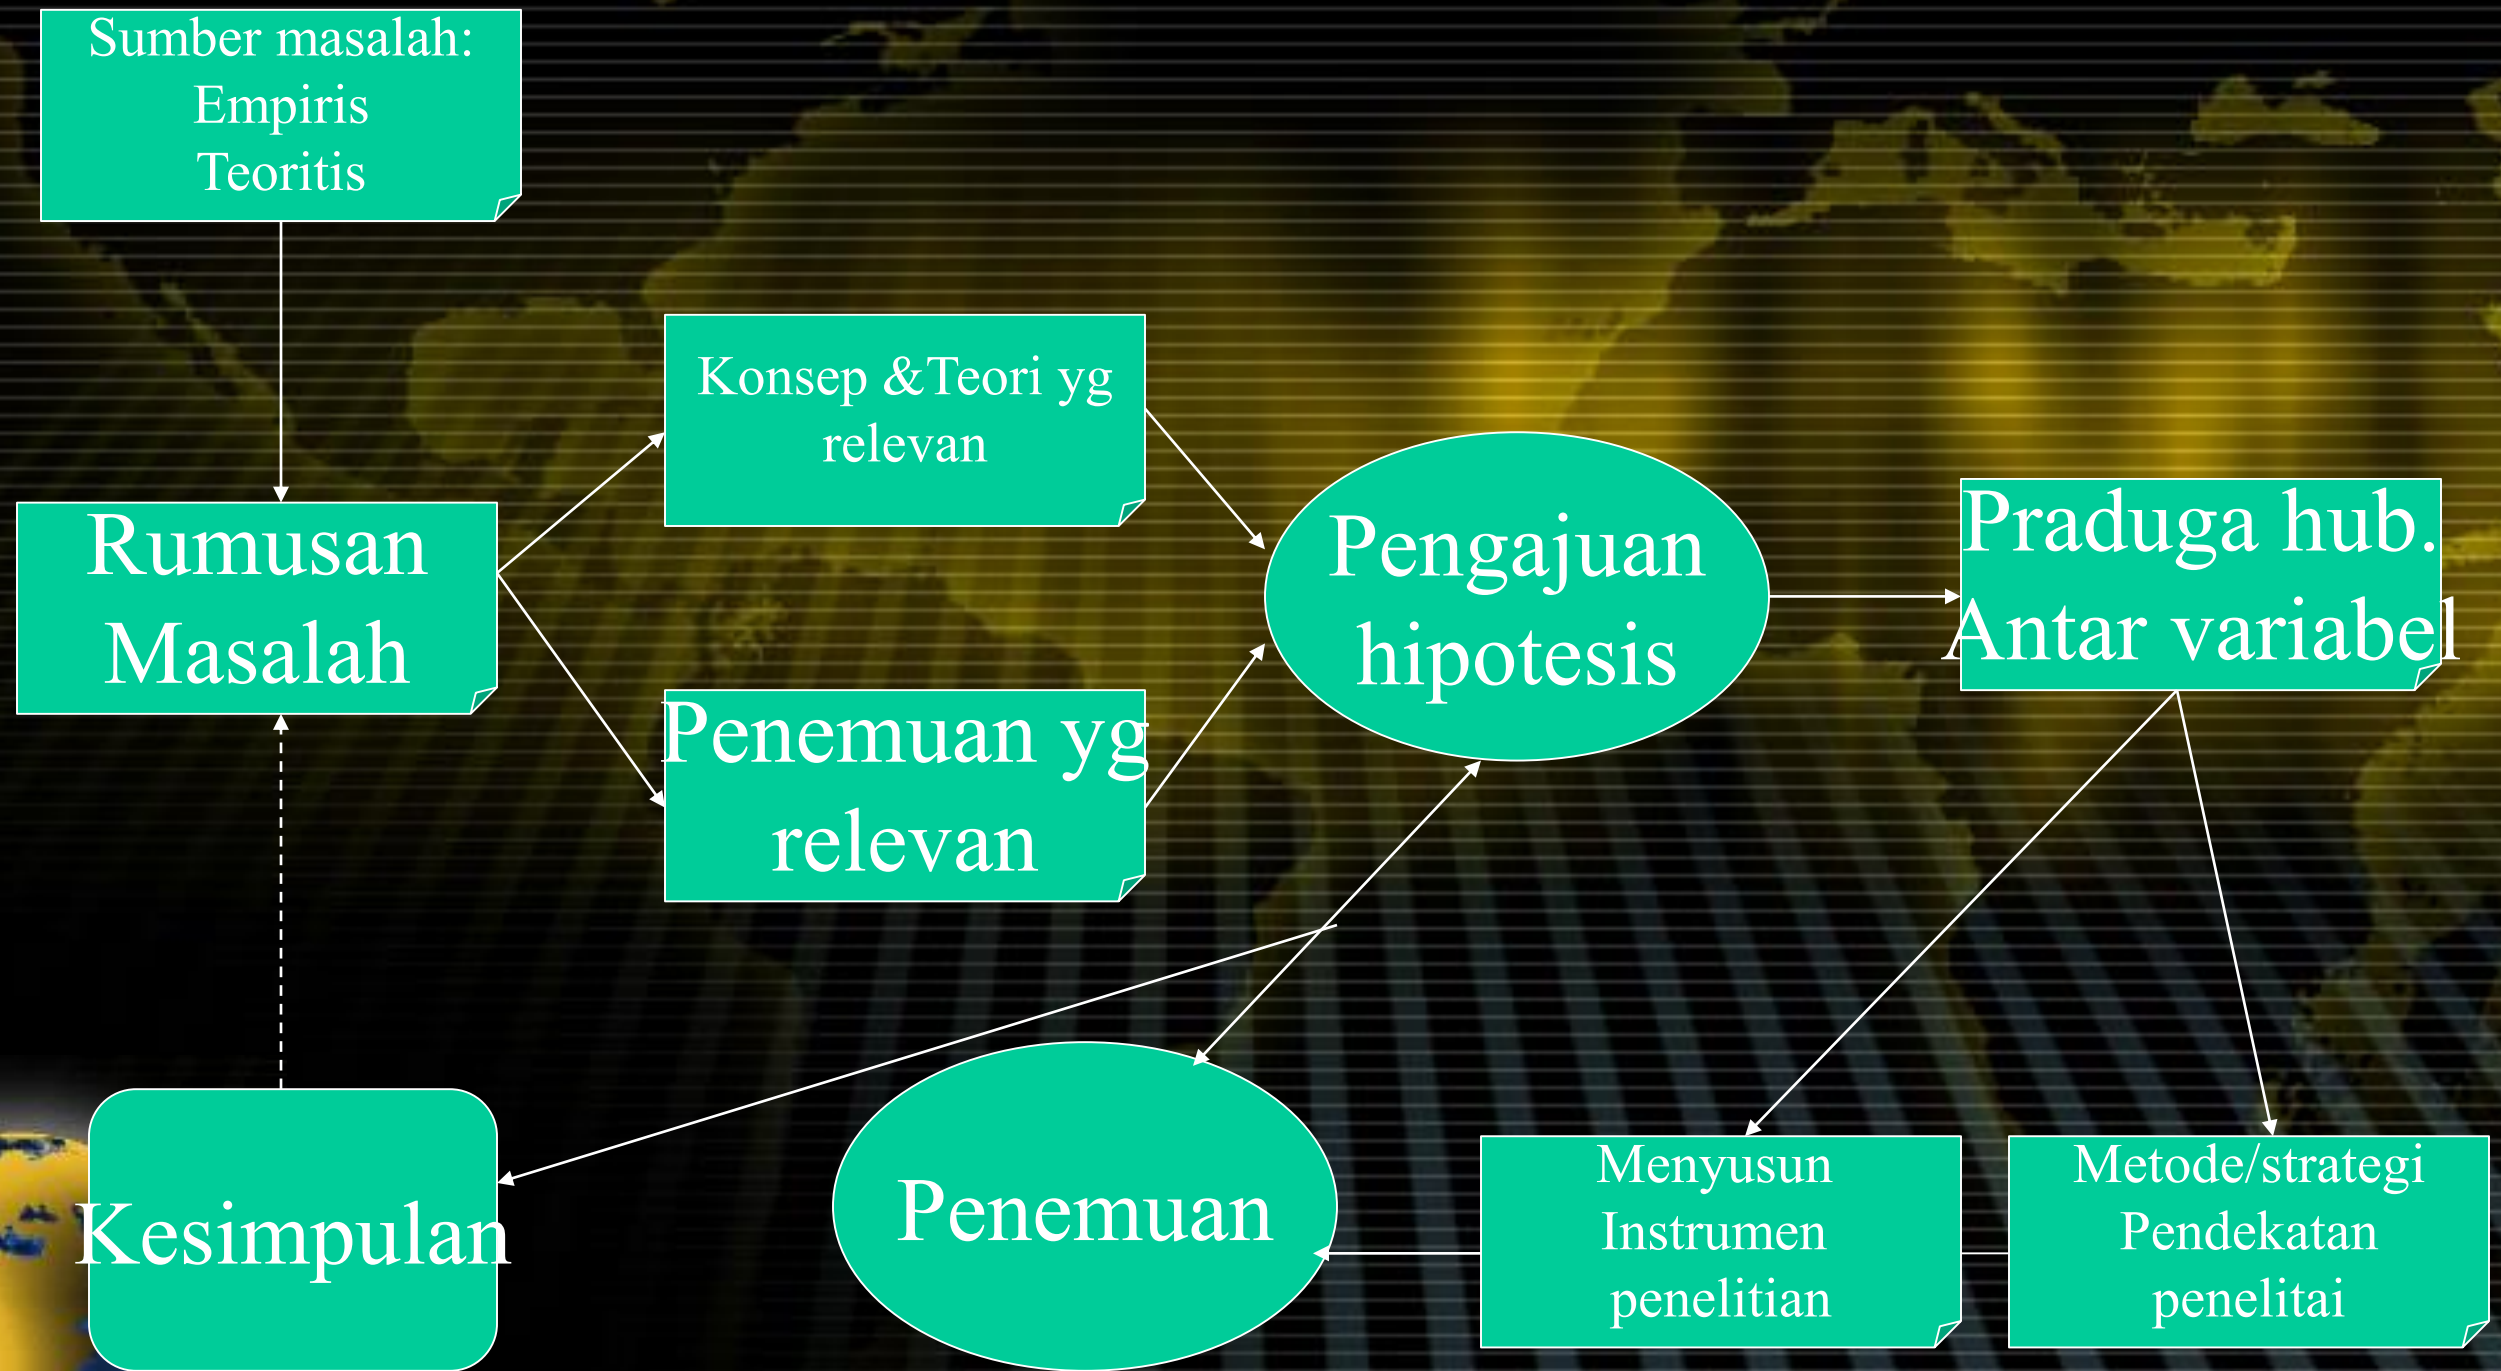 Sumber masalah:
Empiris
Teoritis
Konsep &Teori yg
relevan
Rumusan
Masalah
Penemuan yg
relevan
Pengajuan
hipotesis
Praduga hub.
Antar variabel
Kesimpulan
Penemuan
Menyusun
Instrumen
penelitian
Metode/strategi
Pendekatan
penelitai